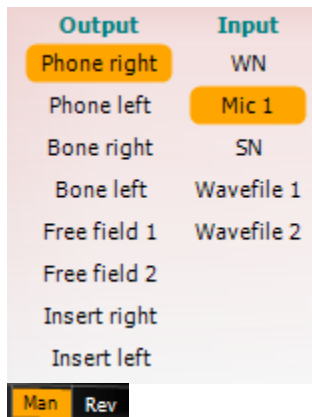 Output Input
Phone right WN
Phone left Mic 1
Bone right SN
Bone left Wavefile 1
Free field 1 Wavefile 2
Free field 2
Insert right
Insert left
Man Rev